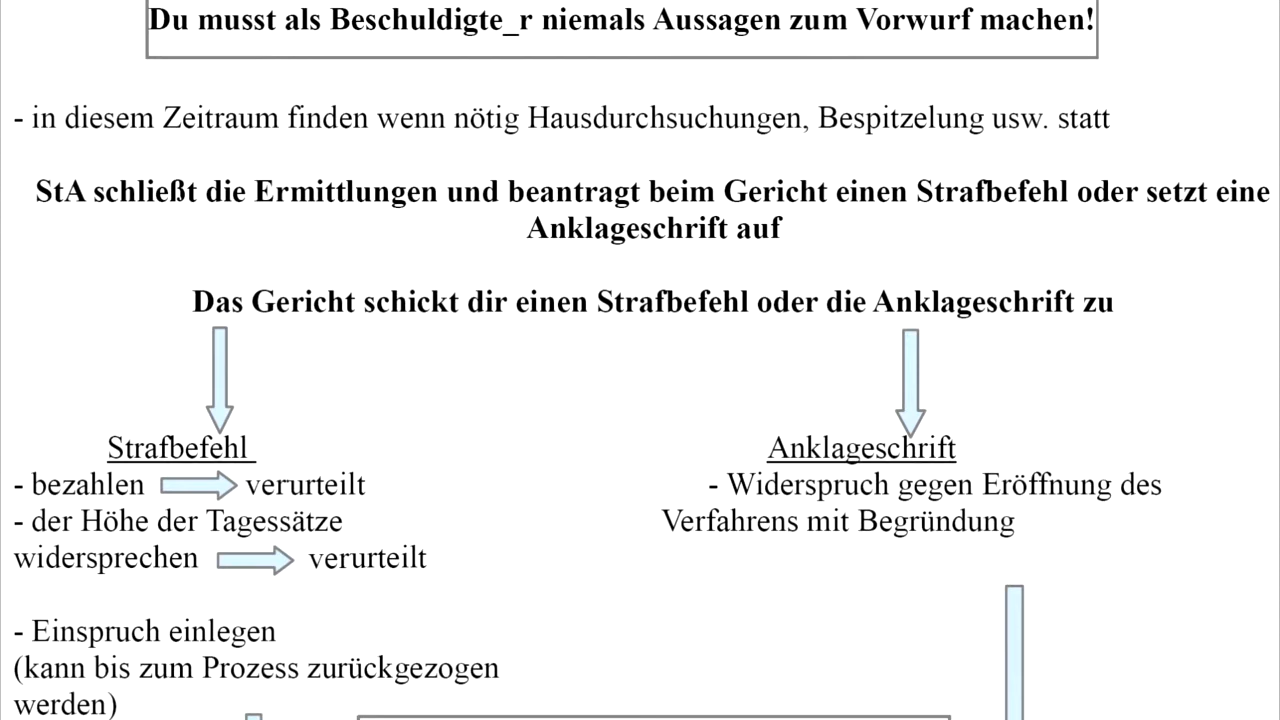 Du musst als Beschuldigte_r niemals Aussagen zum Vorwurf machen!
- in diesem Zeitraum finden wenn nötig Hausdurchsuchungen, Bespitzelung usw. statt
StA schließt die Ermittlungen und beantragt beim Gericht einen Strafbefehl oder setzt eine
Anklageschrift auf
Das Gericht schickt dir einen Strafbefehl oder die Anklageschrift zu
Strafbefehl
- bezahlen verurteilt
- der Höhe der Tagessätze
widersprechen verurteilt
- Einspruch einlegen
(kann bis zum Prozess zurückgezogen
werden)
Anklageschrift
- Widerspruch gegen Eröffnung des
Verfahrens mit Begründung